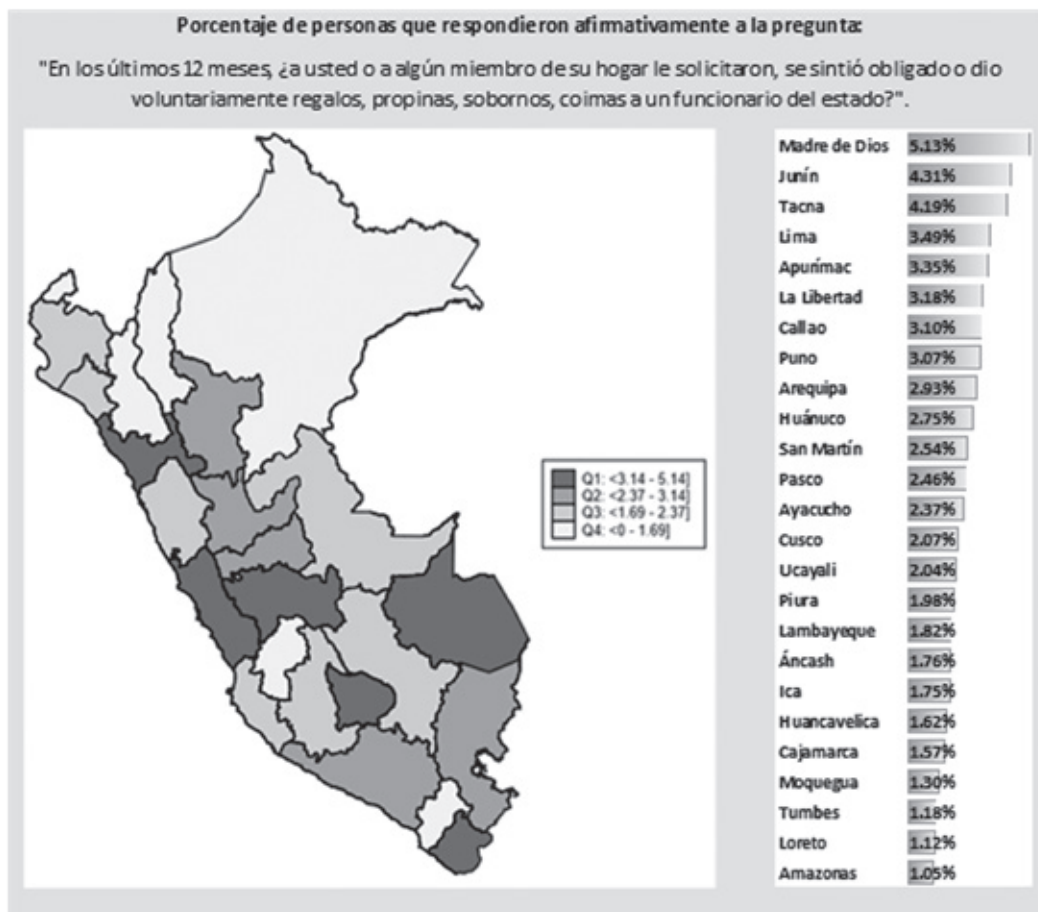 Porcentaje de personas que respondieron afirmativamente a la pregunta:
"En los últimos 12 meses, ¿a usted o a algún miembro de su hogar le solicitaron, se sintió obligado o dio
voluntariamente regalos, propinas, sobornos, coimas a un funcionario del estado?".
Madre de Dios 5.13%
Junín 4.31%
Tacna 4.19%
Lima 3.49%
Apurímac 3.35%
La Libertad 3.18%
Callao 3.10%
Puno 3.07%
Arequipa 2.93%
Huánuco 2.75%
San Martín 2.54%
Pasco 2.46%
Ayacucho 2.37%
Cusco 2.07%
Ucayali 2.04%
Piura 1.98%
Lambayeque 1.82%
Áncash 1.76%
Ica 1.75%
Huancavelica 1.62%
Cajamarca 1.57%
Moquegua 1.30%
Tumbes 1.18%
Loreto 1.12%
Amazonas 1.05%
Q1: <3.14 - 5.14]
Q2: <2.37 - 3.14]
Q3: <1.69 - 2.37]
Q4: <0 - 1.69]